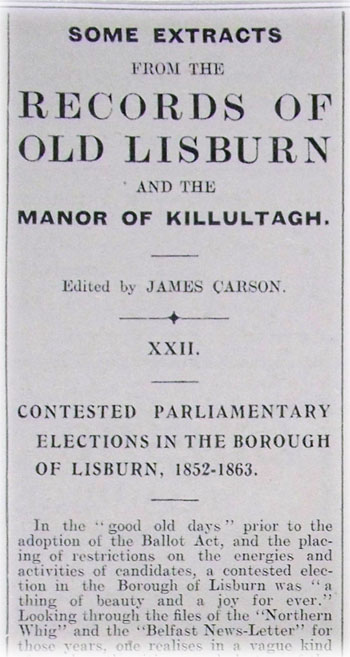 SOME EXTRACTS
FROM THE
RECORDS OF
OLD LISBURN
AND THE
MANOR OF KILLULTAGH.
Edited by JAMES CARSON.
XXII.
CONTESTED PARLIAMENTARY
ELECTIONS IN THE BOROUGH
OF LISBURN, 1852-1863.
In the "good old days" prior to the
adoption of the Ballot Act, and the plac-
ing of restrictions on the energies and
activities of candidates, a contested elec-
tion in the Borough of Lisburn was "a
thing of beauty and a joy for ever."
Looking through the files of the "Northern
Whig" and the "Belfast News-Letter" for
those years, one realises in a vague kind